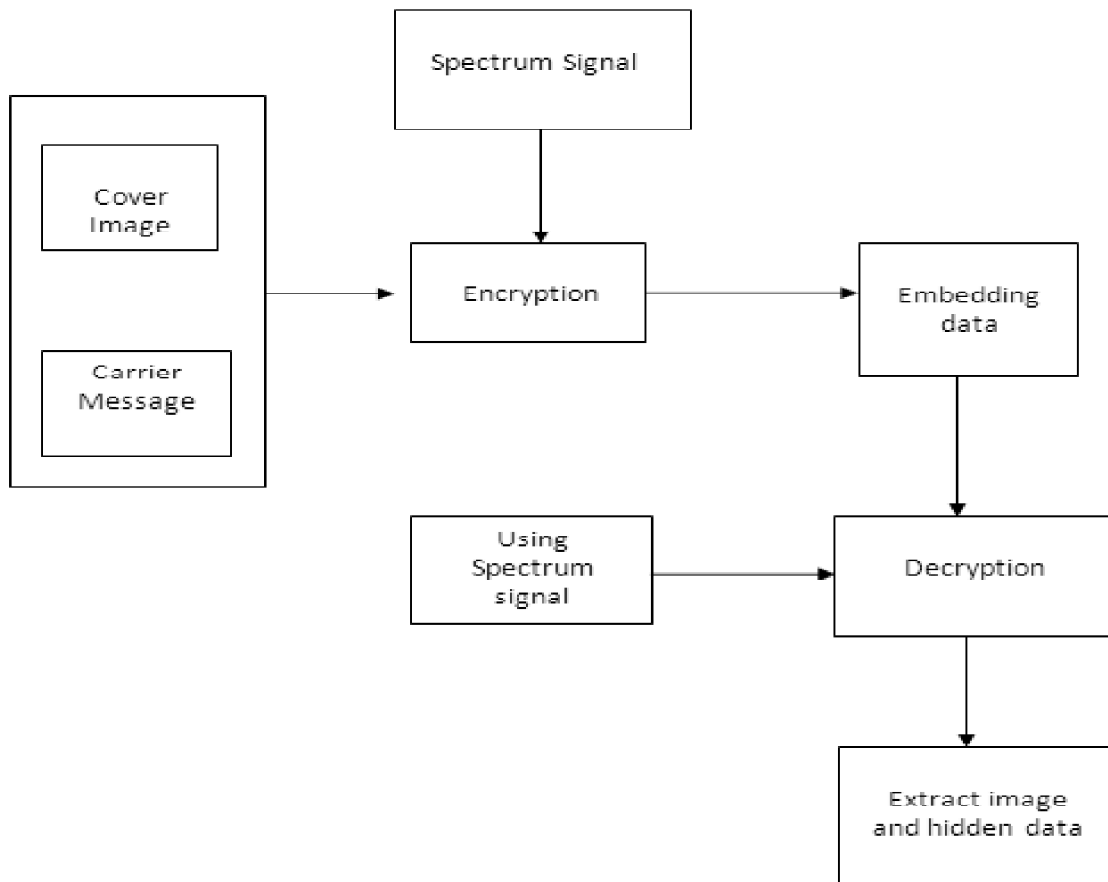 Spectrum Signal
Cover
Image
Encryption
Embedding
data
Carrier
Message
Using
Spectrum
signal
Decryption
Extract image
and hidden data